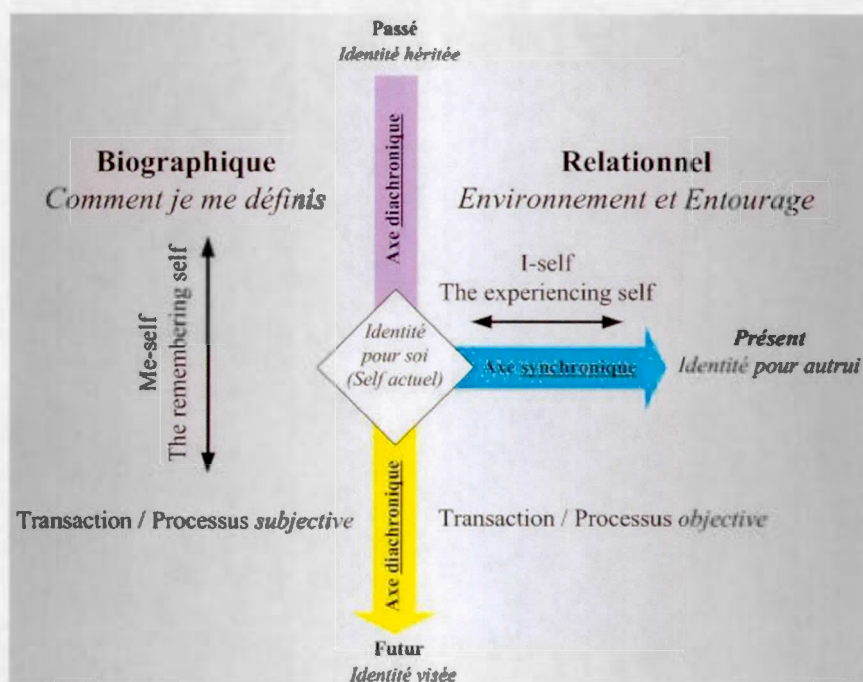 Passé
Identité héritée
Axe diachronique
Biographique
Comment je me définis
Relationnel
Environnement et Entourage
Me-self
The remembering self
I-self
The experiencing self
Identité
pour soi
(Self actuel)
Axe synchronique
Présent
Identité pour autrui
Transaction / Processus subjective
Transaction / Processus objective
Axe diachronique
Futur
Identité visée